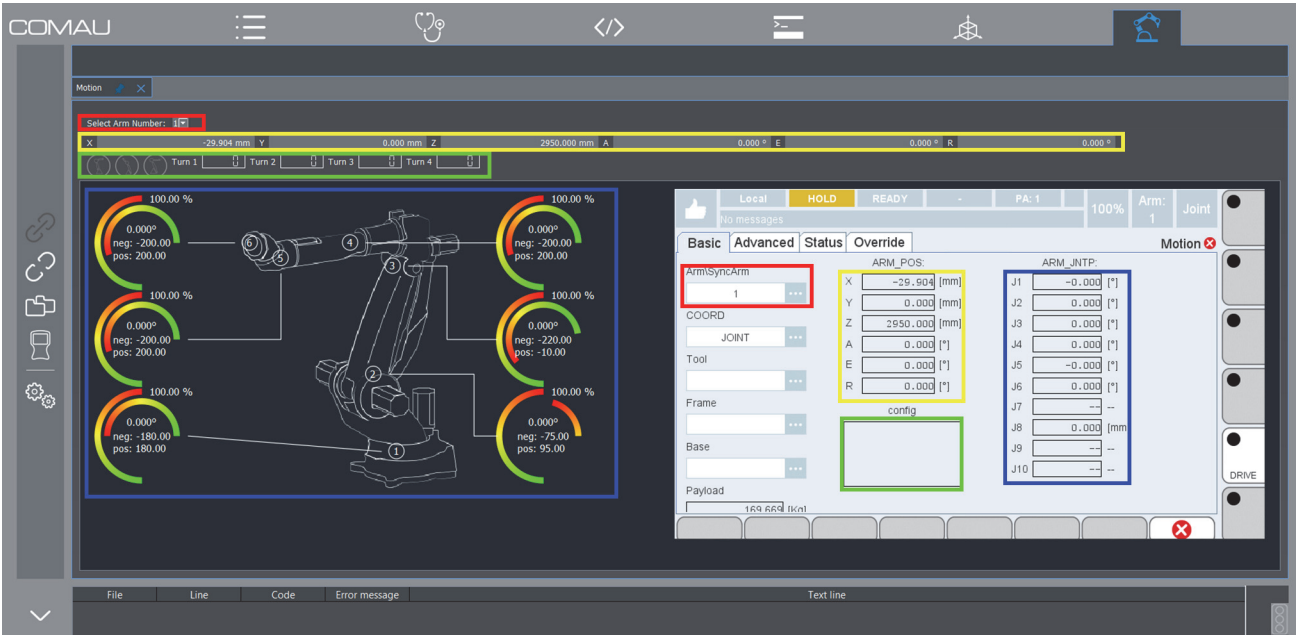 COMAU
Motion
Select Arm Number: 1
X -29.904 mm Y 0.000 mm Z 2950.000 mm A 0.000 ° E 0.000 ° R 0.000 °
Turn 1 0 Turn 2 0 Turn 3 0 Turn 4 0
100.00 %
0.000°
neg: -200.00
pos: 200.00
100.00 %
0.000°
neg: -200.00
pos: 200.00
100.00 %
0.000°
neg: -180.00
pos: 180.00
6
5
4
3
2
1
100.00 %
0.000°
neg: -200.00
pos: 200.00
100.00 %
0.000°
neg: -220.00
pos: -10.00
100.00 %
0.000°
neg: -75.00
pos: 95.00
Local HOLD READY - PA: 1 100% Arm: 1 Joint
No messages
Basic Advanced Status Override Motion
Arm\SyncArm
1 ...
COORD
JOINT ...
Tool
...
Frame
...
Base
...
Payload
169.669 [Kg]
ARM_POS:
X -29.904 [mm]
Y 0.000 [mm]
Z 2950.000 [mm]
A 0.000 [°]
E 0.000 [°]
R 0.000 [°]
config
ARM_JNTP:
J1 -0.000 [°]
J2 0.000 [°]
J3 0.000 [°]
J4 0.000 [°]
J5 -0.000 [°]
J6 0.000 [°]
J7 -- --
J8 0.000 [mm
J9 -- --
J10 -- --
DRIVE
File Line Code Error message Text line